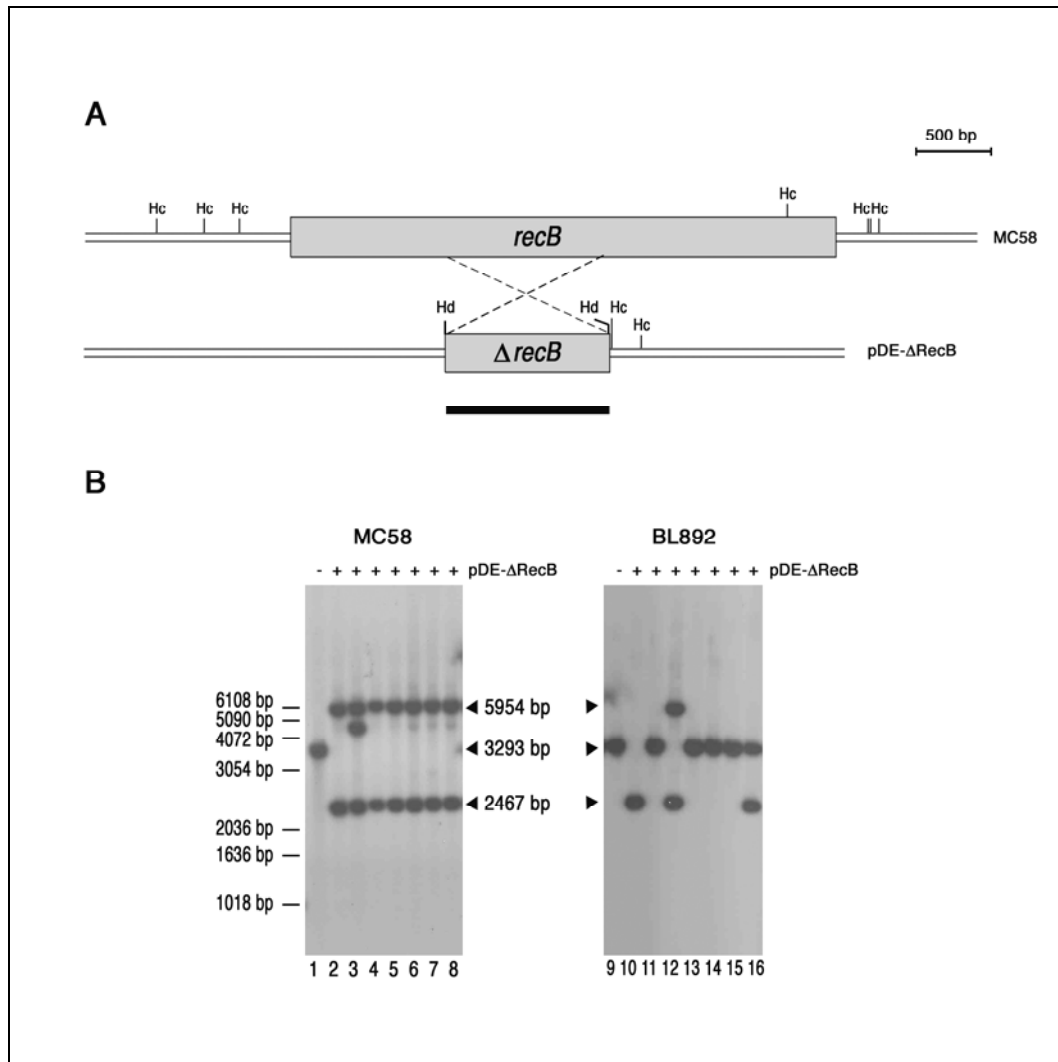 A
500 bp
Hc Hc Hc Hc Hc Hc
recB
MC58
Hd Hd Hc Hc
Δ recB
pDE-ΔRecB
B
MC58 BL892
- + + + + + + + pDE-ΔRecB - + + + + + + + pDE-ΔRecB
6108 bp
5090 bp
4072 bp
3054 bp
2036 bp
1636 bp
1018 bp
5954 bp
3293 bp
2467 bp
1 2 3 4 5 6 7 8 9 10 11 12 13 14 15 16